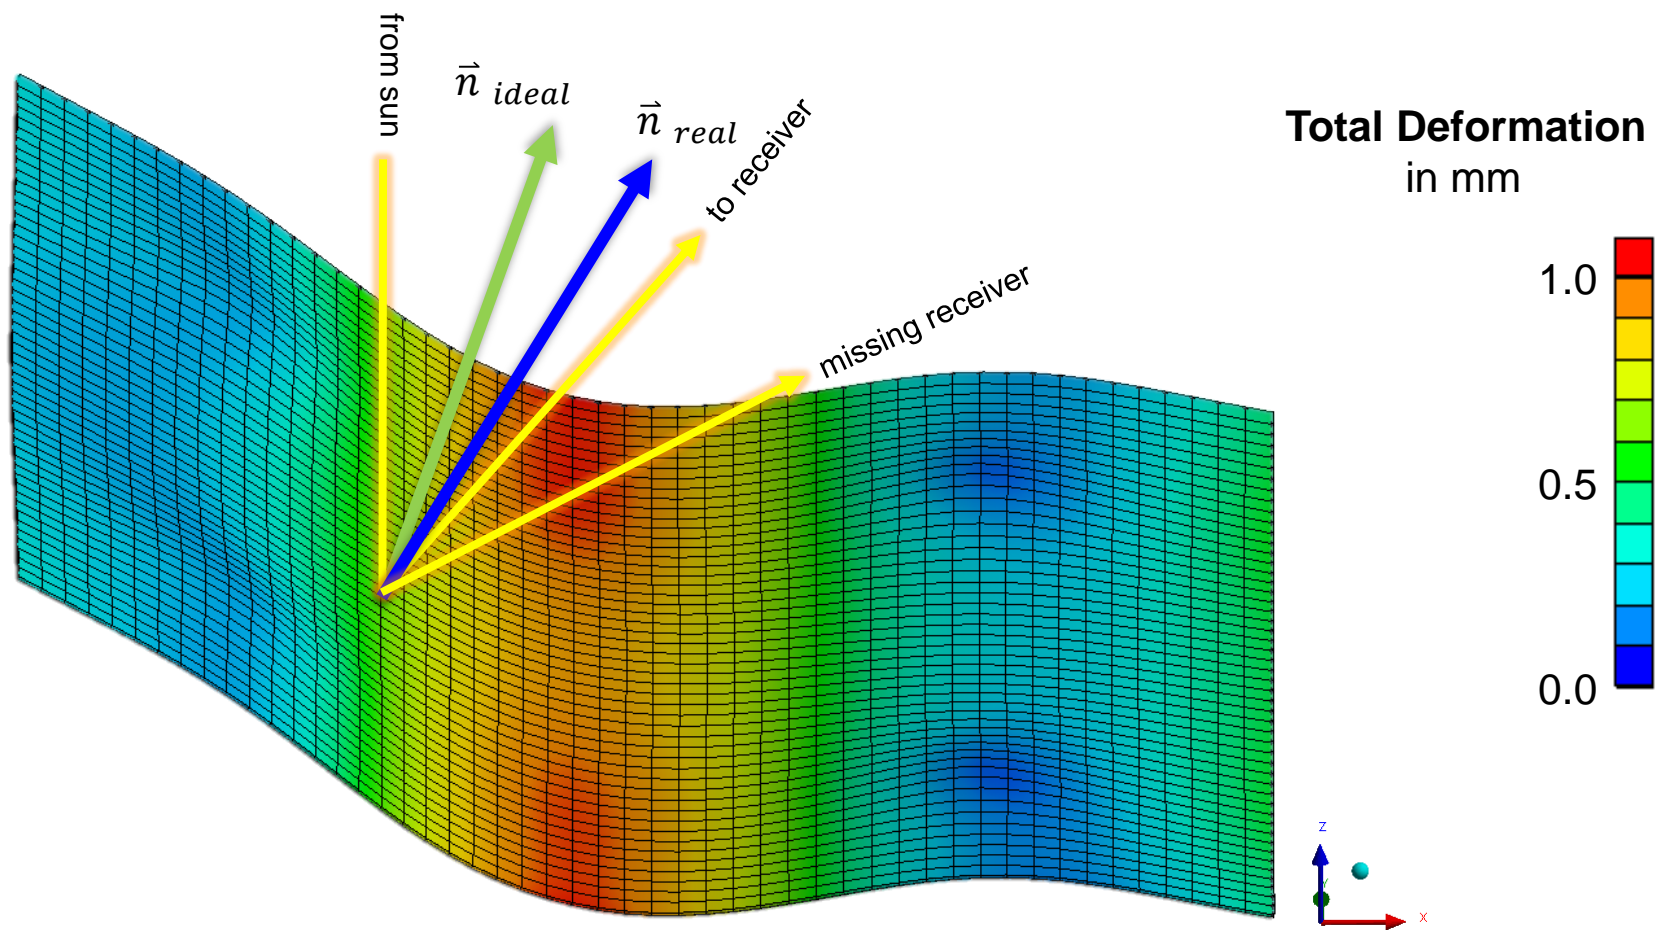 from sun
n⃗ ideal
n⃗ real
to receiver
missing receiver
Total Deformation
in mm
1.0
0.5
0.0
Z
Y
X